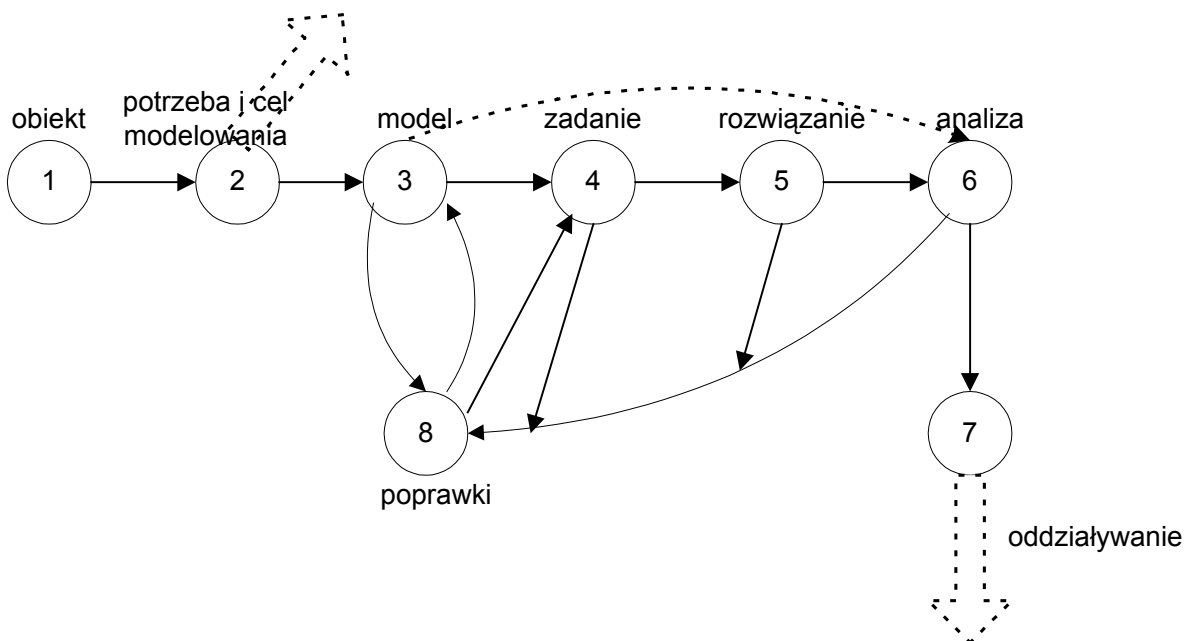 obiekt
potrzeba i cel
modelowania
model
zadanie
rozwiązanie
analiza
1
2
3
4
5
6
8
7
poprawki
oddziaływanie